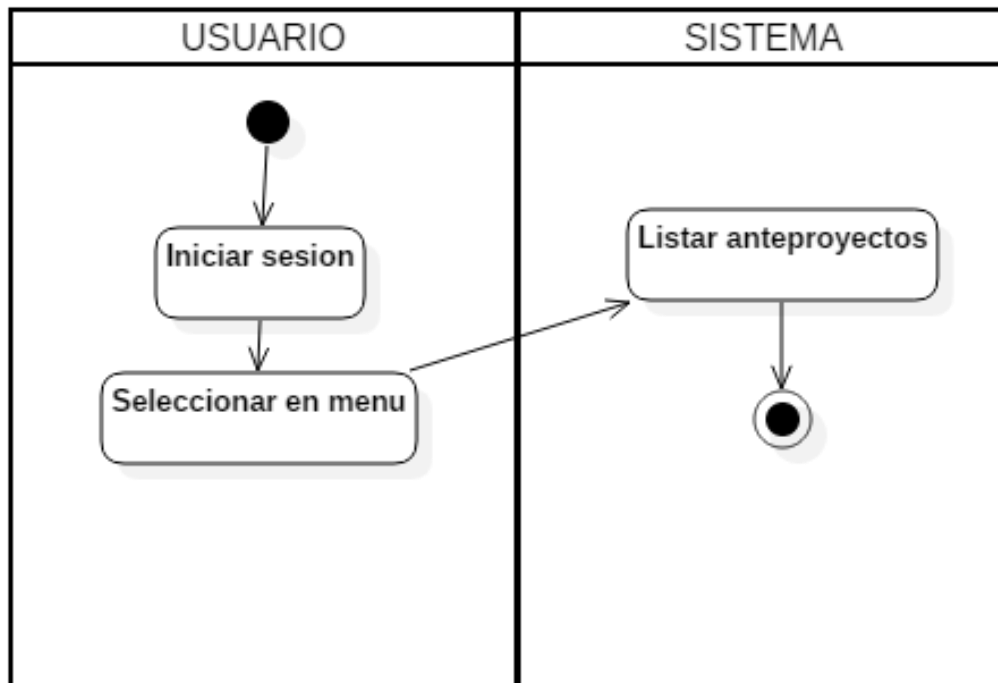 USUARIO
SISTEMA
Iniciar sesion
Listar anteproyectos
Seleccionar en menu